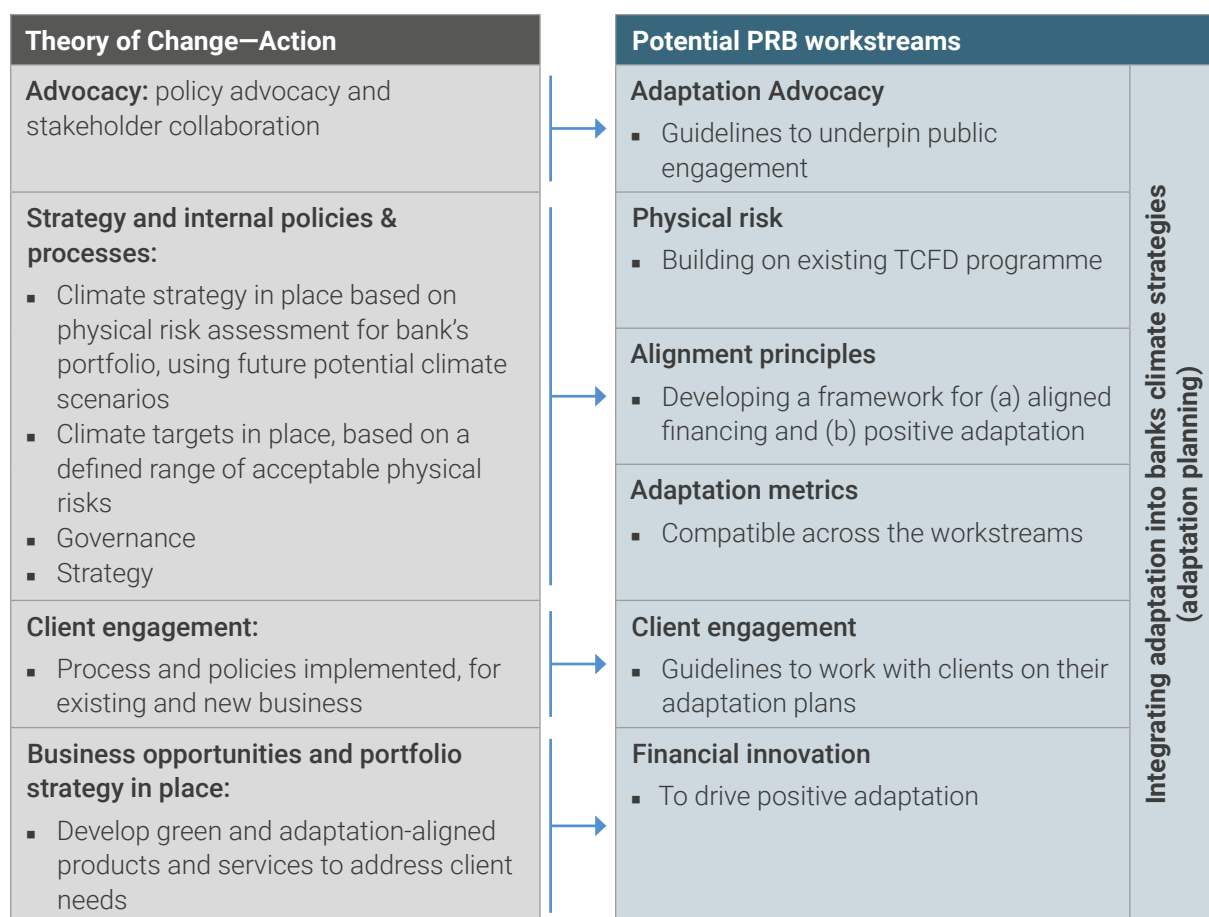 Theory of Change—Action
Advocacy: policy advocacy and
stakeholder collaboration
Strategy and internal policies &
processes:
▪ Climate strategy in place based on
physical risk assessment for bank's
portfolio, using future potential climate
scenarios
▪ Climate targets in place, based on a
defined range of acceptable physical
risks
▪ Governance
▪ Strategy
Client engagement:
▪ Process and policies implemented, for
existing and new business
Business opportunities and portfolio
strategy in place:
▪ Develop green and adaptation-aligned
products and services to address client
needs
Potential PRB workstreams
Adaptation Advocacy
▪ Guidelines to underpin public
engagement
Physical risk
▪ Building on existing TCFD programme
Alignment principles
▪ Developing a framework for (a) aligned
financing and (b) positive adaptation
Adaptation metrics
▪ Compatible across the workstreams
Client engagement
▪ Guidelines to work with clients on their
adaptation plans
Financial innovation
▪ To drive positive adaptation
Integrating adaptation into banks climate strategies
(adaptation planning)